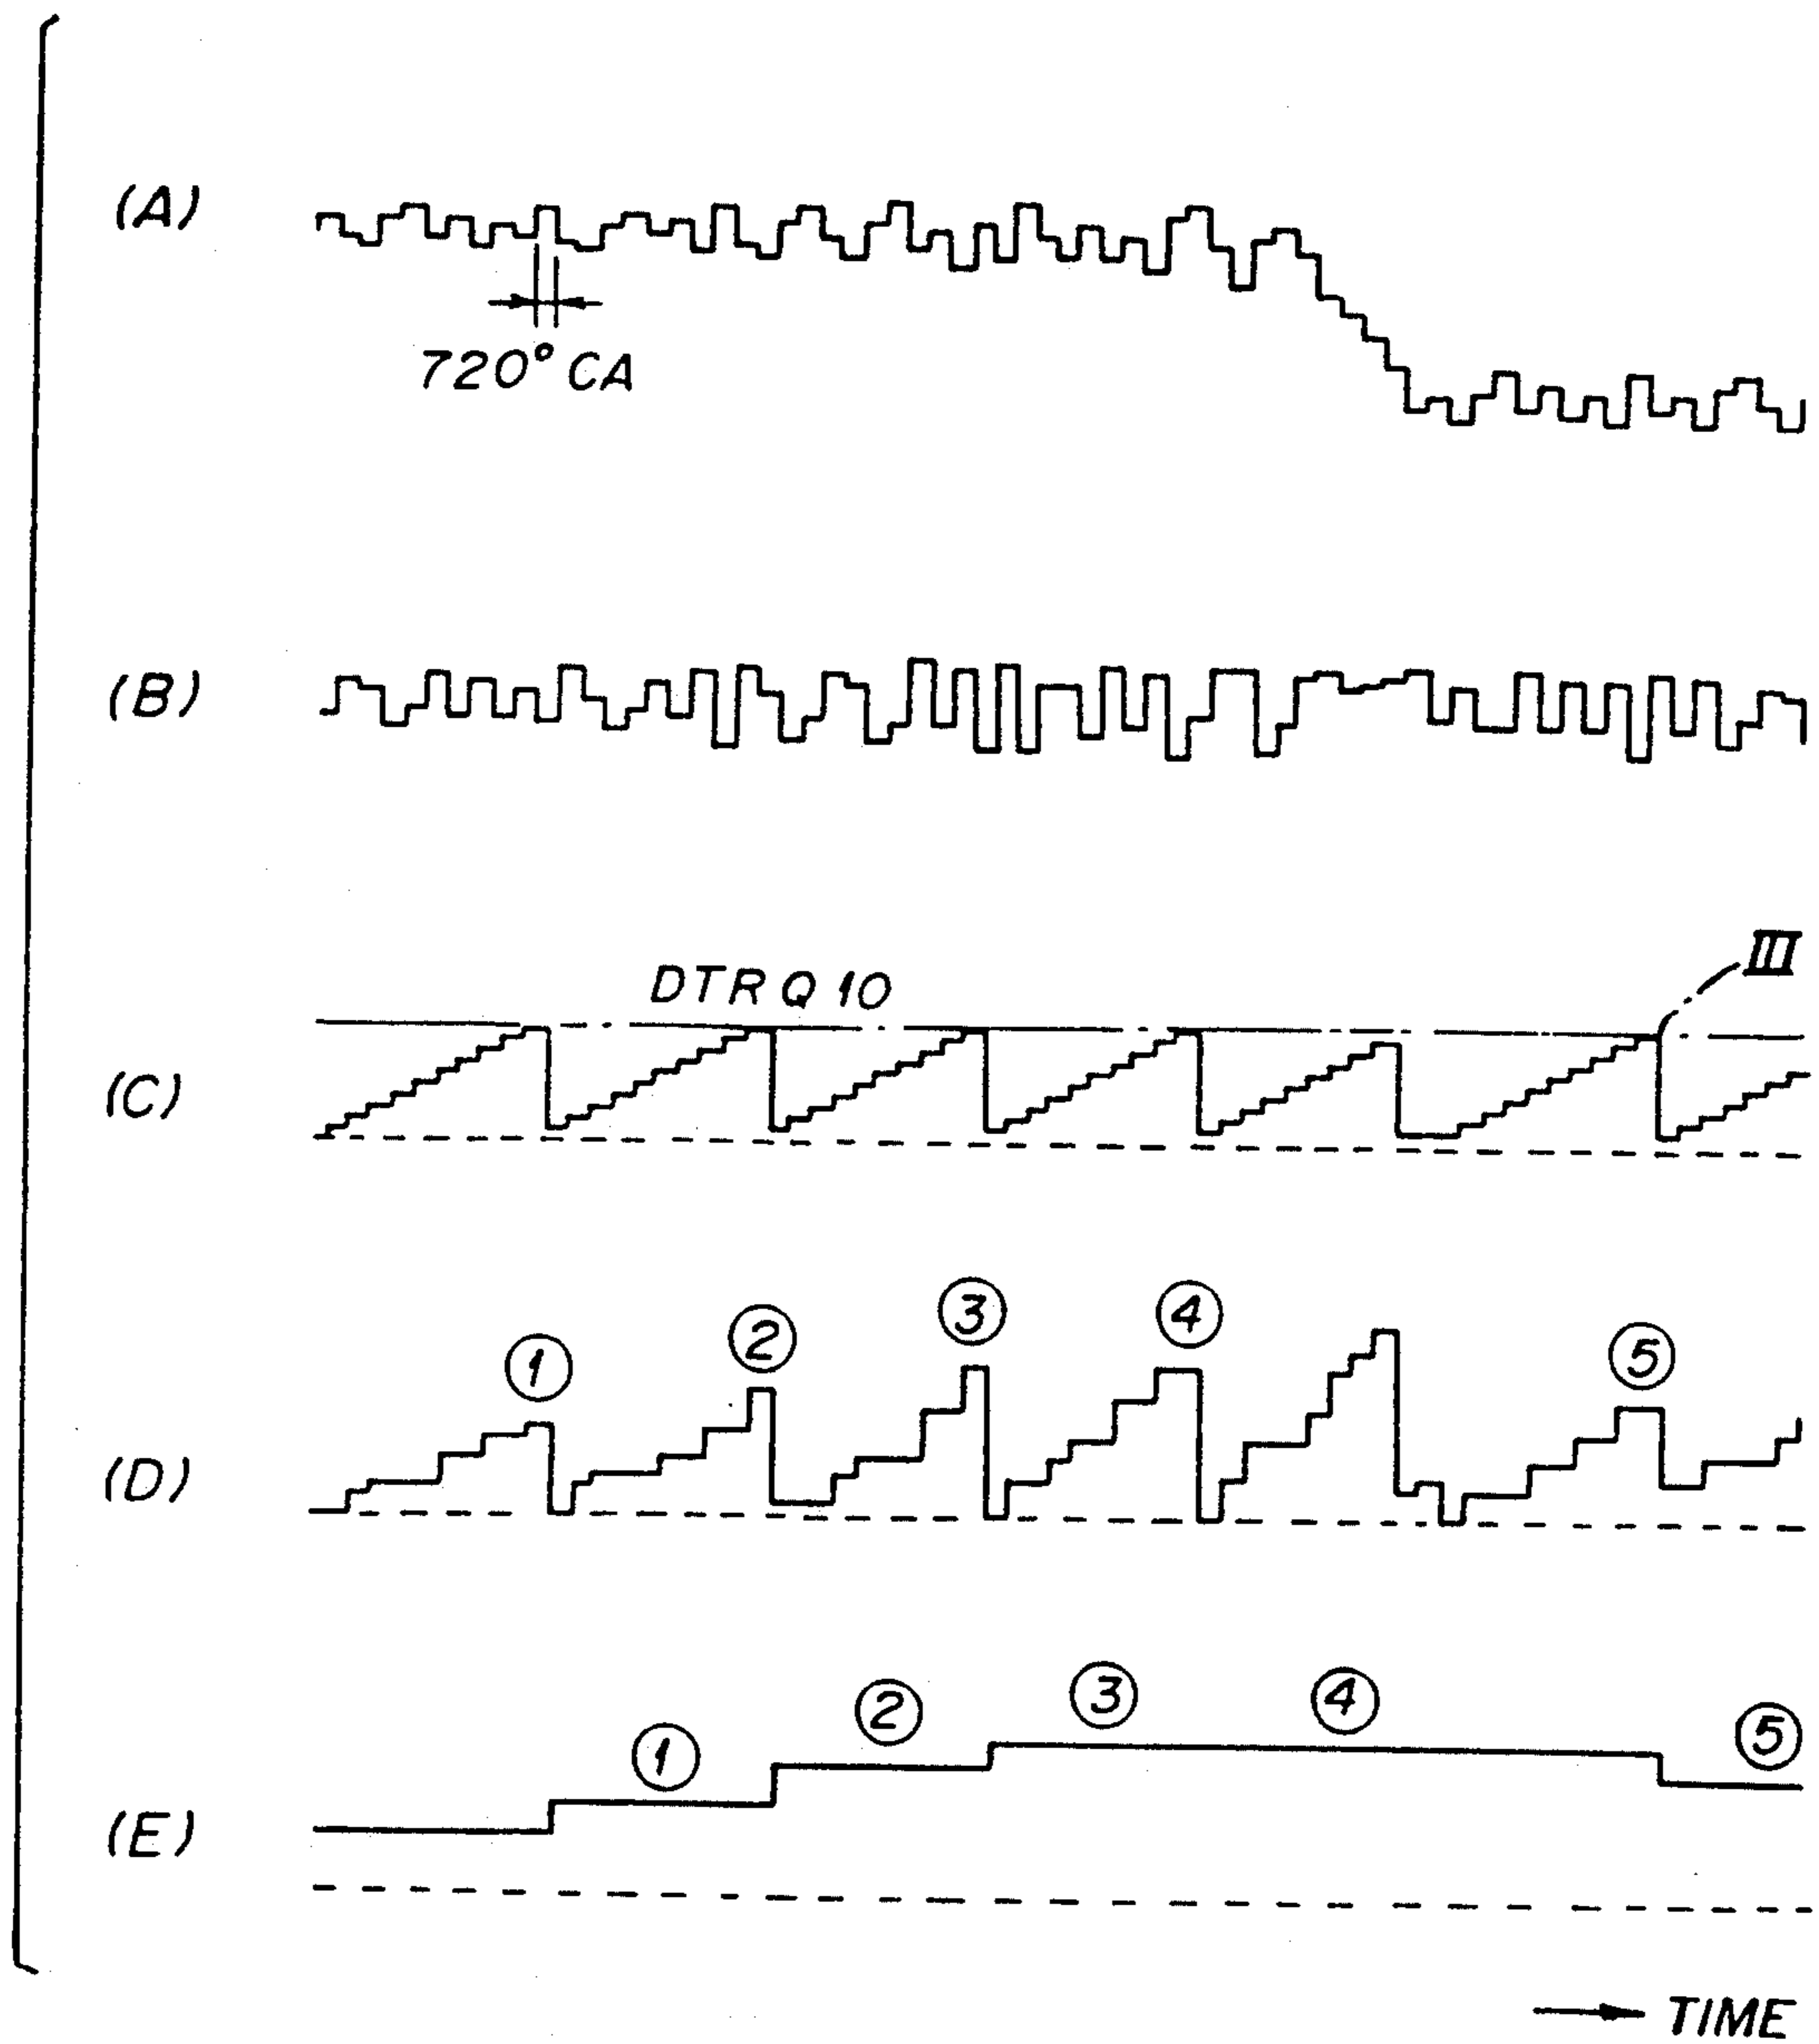 (A)
720° CA
(B)
III
DTRQ 10
(C)
① ② ③ ④ ⑤
(D)
① ② ③ ④ ⑤
(E)
TIME